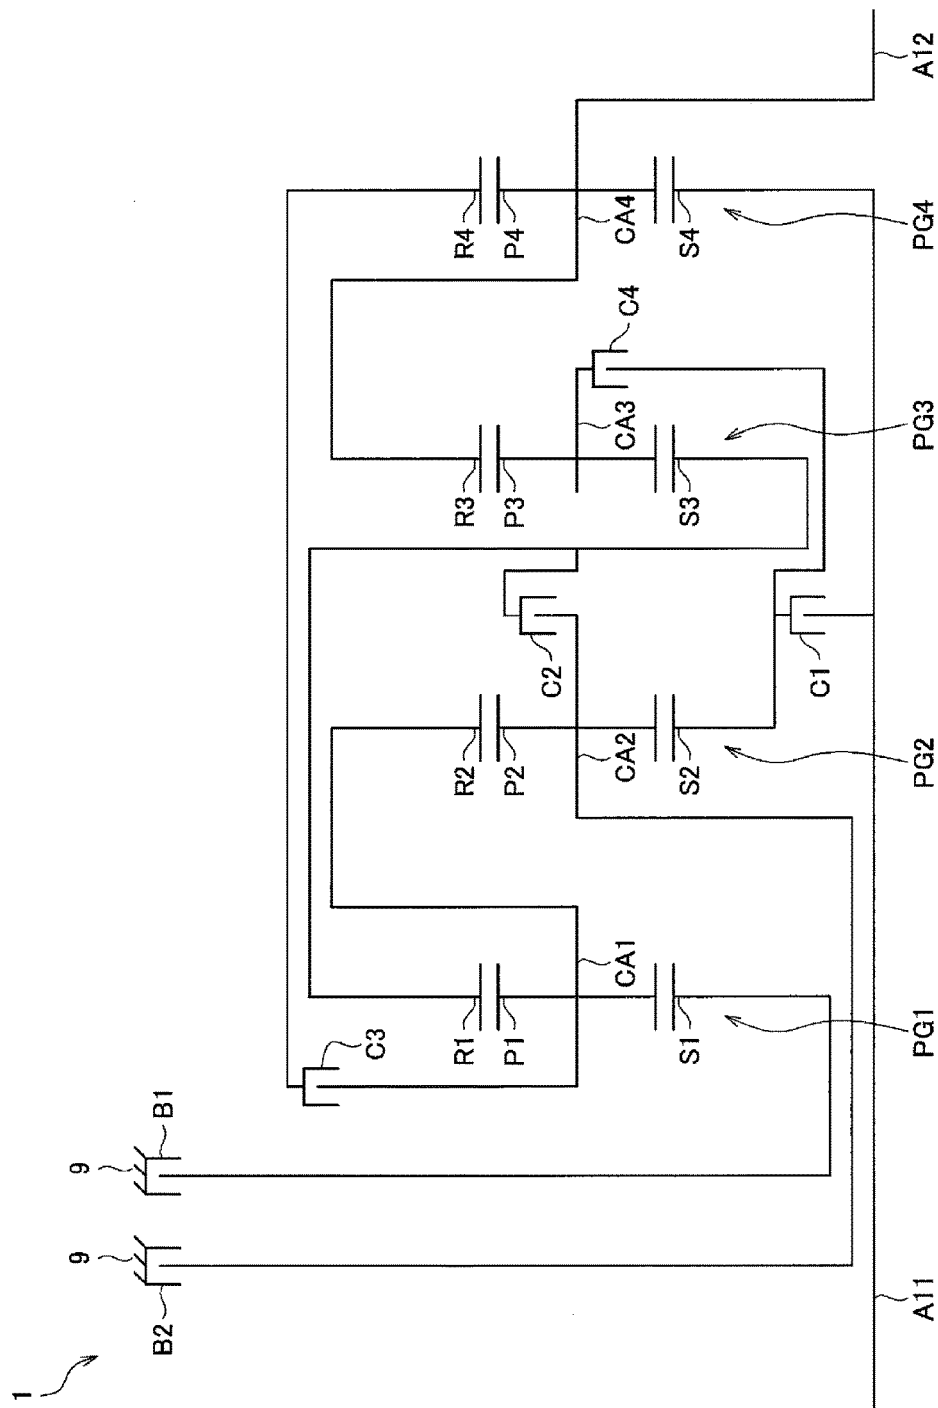 1
9 9
B2 B1
C3
R1 R2 R3 R4
P1 P2 P3 P4
C2
CA1 CA2 CA3 C4 CA4
S1 S2 S3 S4
C1
A11 PG1 PG2 PG3 PG4 A12